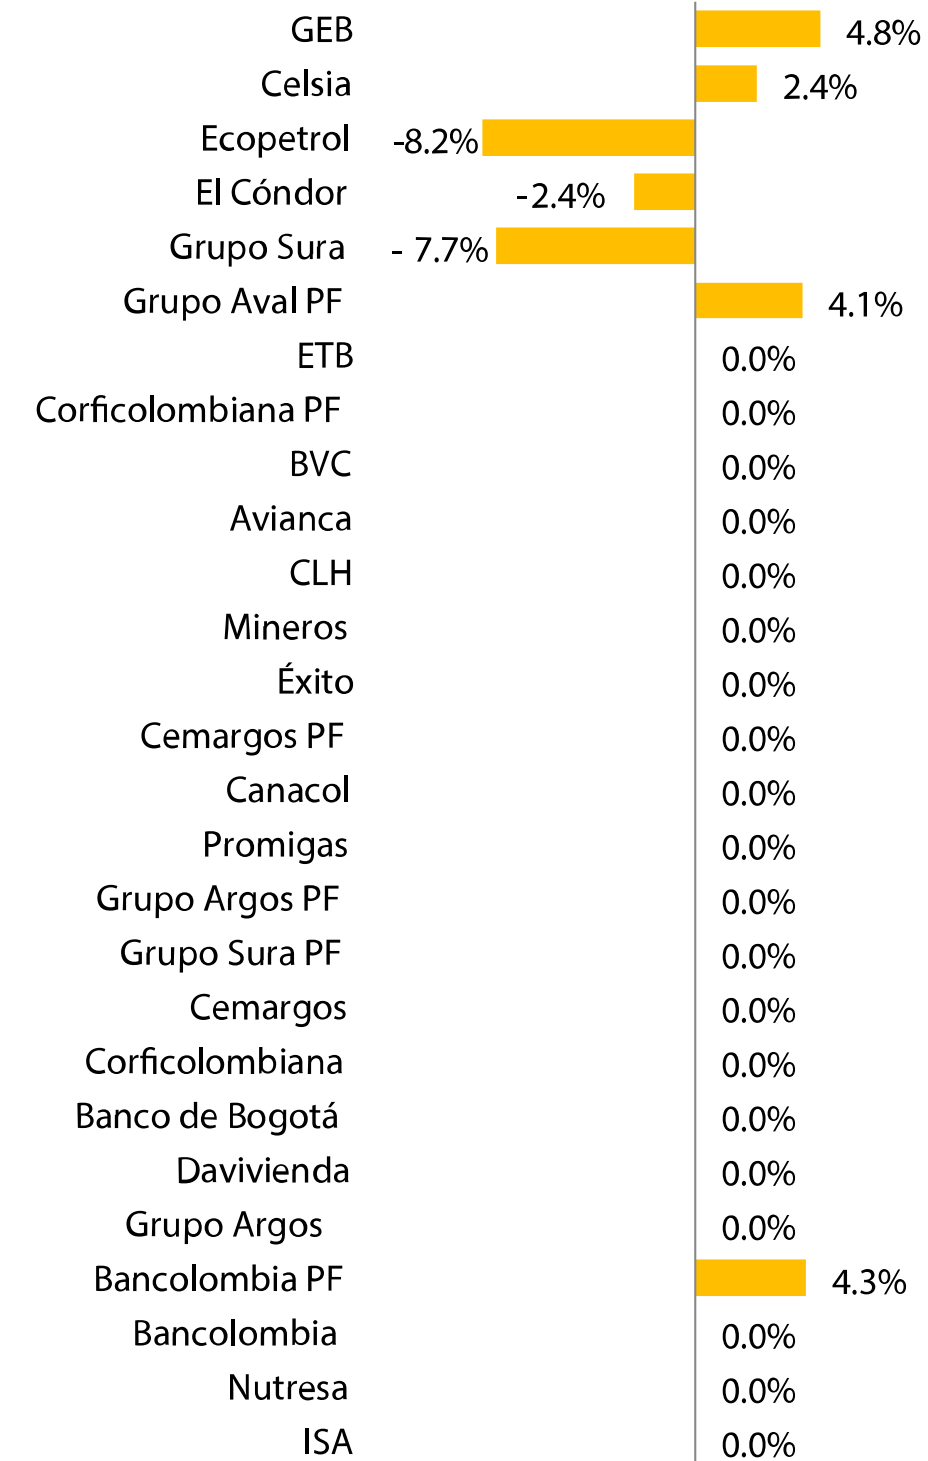 GEB 4.8%
Celsia 2.4%
Ecopetrol -8.2%
El Cóndor -2.4%
Grupo Sura - 7.7%
Grupo Aval PF 4.1%
ETB 0.0%
Corficolombiana PF 0.0%
BVC 0.0%
Avianca 0.0%
CLH 0.0%
Mineros 0.0%
Éxito 0.0%
Cemargos PF 0.0%
Canacol 0.0%
Promigas 0.0%
Grupo Argos PF 0.0%
Grupo Sura PF 0.0%
Cemargos 0.0%
Corficolombiana 0.0%
Banco de Bogotá 0.0%
Davivienda 0.0%
Grupo Argos 0.0%
Bancolombia PF 4.3%
Bancolombia 0.0%
Nutresa 0.0%
ISA 0.0%